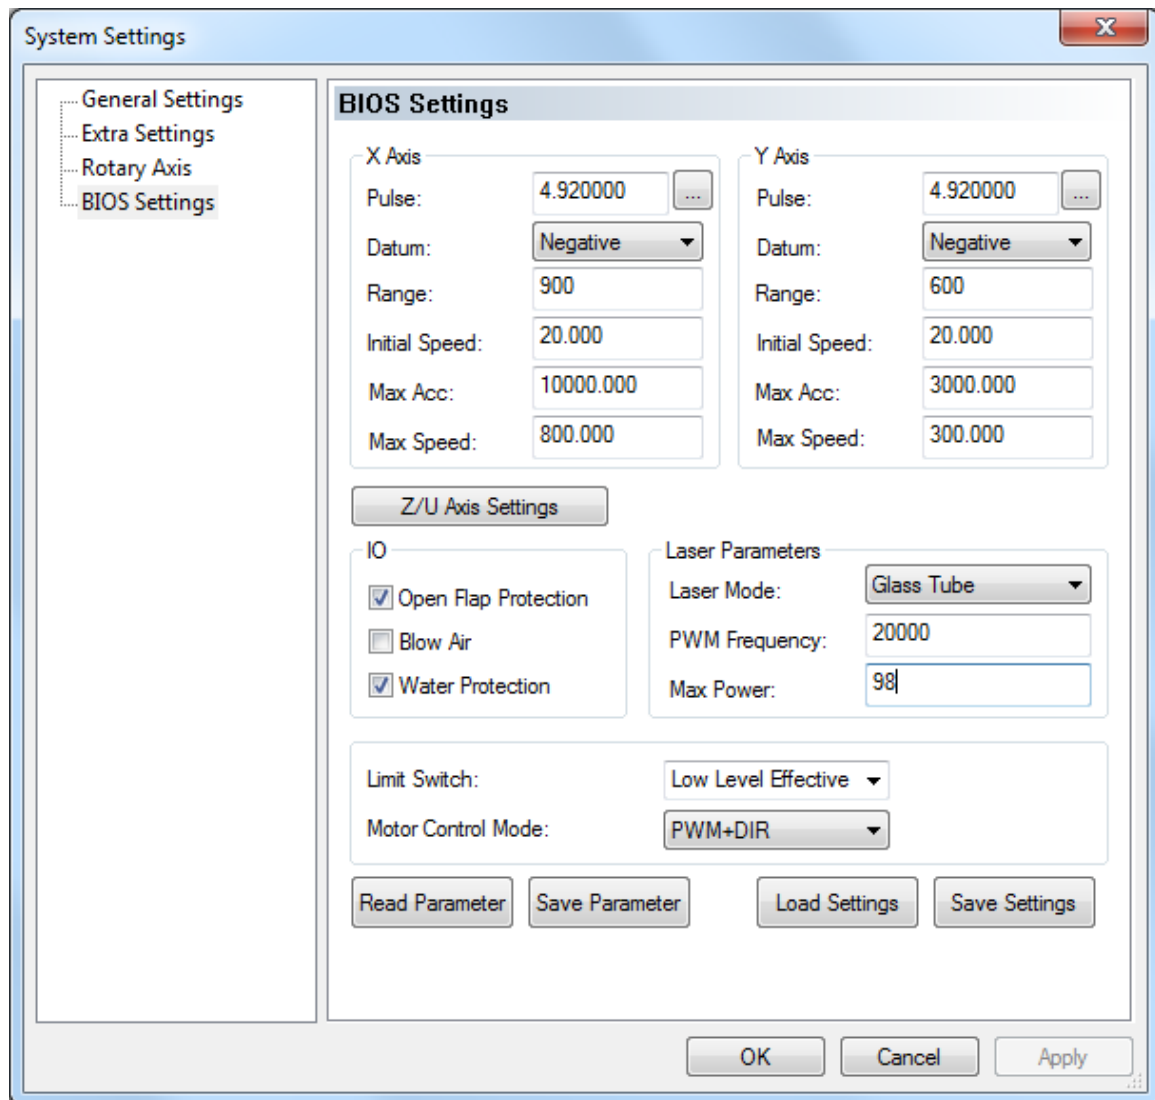 System Settings
General Settings
Extra Settings
Rotary Axis
BIOS Settings
BIOS Settings
X Axis
Pulse: 4.920000 ...
Datum: Negative
Range: 900
Initial Speed: 20.000
Max Acc: 10000.000
Max Speed: 800.000
Y Axis
Pulse: 4.920000 ...
Datum: Negative
Range: 600
Initial Speed: 20.000
Max Acc: 3000.000
Max Speed: 300.000
Z/U Axis Settings
IO
Open Flap Protection
Blow Air
Water Protection
Laser Parameters
Laser Mode: Glass Tube
PWM Frequency: 20000
Max Power: 98
Limit Switch: Low Level Effective
Motor Control Mode: PWM+DIR
Read Parameter Save Parameter Load Settings Save Settings
OK Cancel Apply